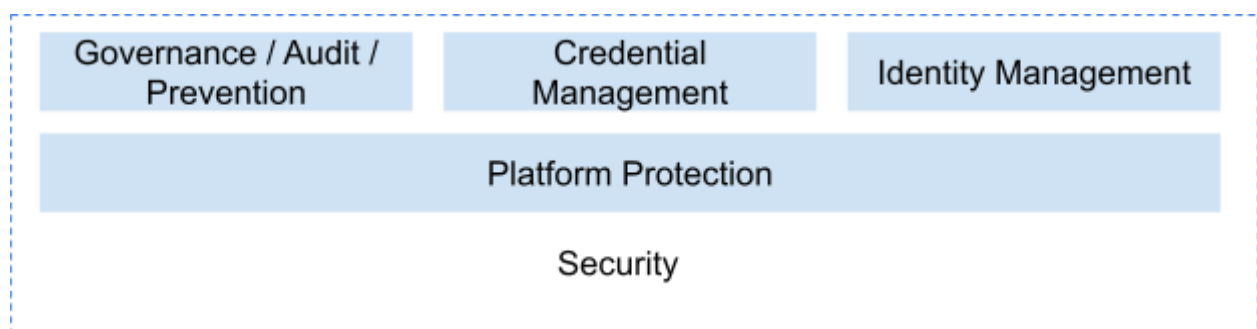 Governance / Audit /
Prevention
Credential
Management
Identity Management
Platform Protection
Security